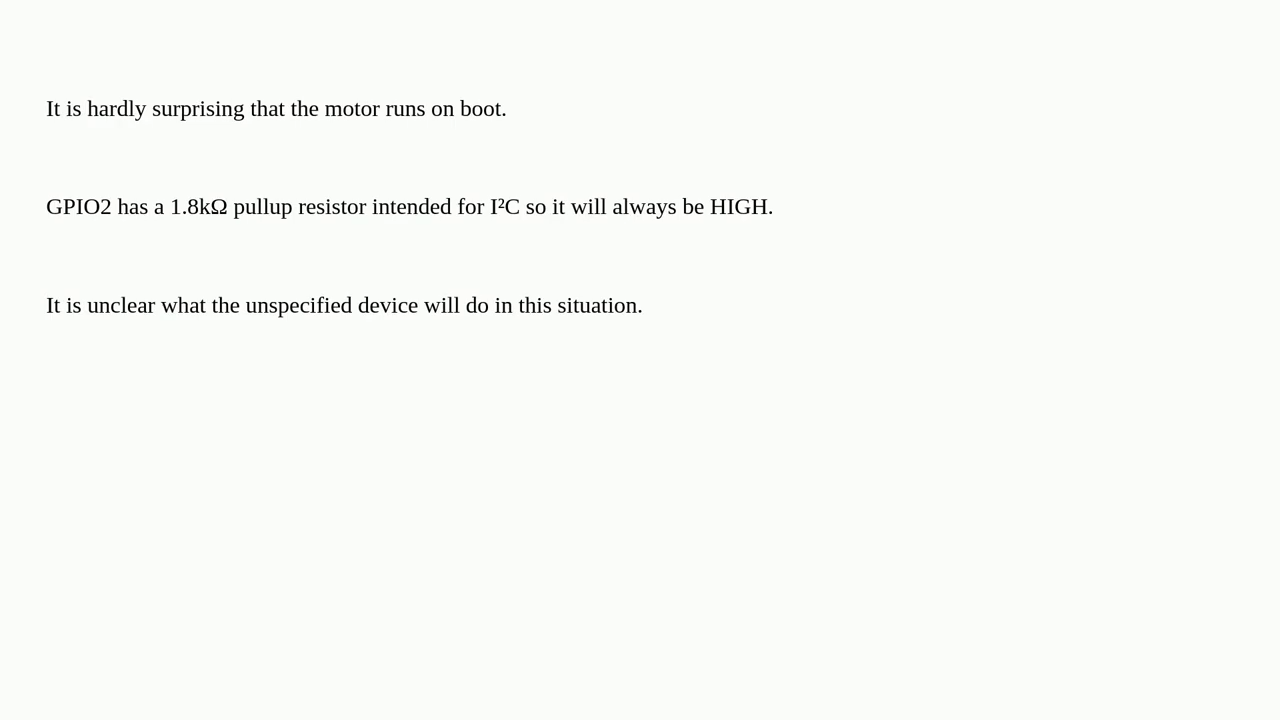 It is hardly surprising that the motor runs on boot.
GPIO2 has a 1.8kΩ pullup resistor intended for I²C so it will always be HIGH.
It is unclear what the unspecified device will do in this situation.